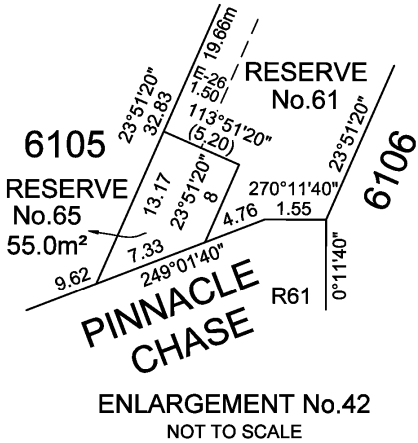 19.66m
E-26
1.50
RESERVE
No.61
23°51'20"
32.83
113°51'20"
(5.20)
23°51'20"
6105
6106
RESERVE
No.65
55.0m²
13.17
23°51'20"
8
270°11'40"
1.55
4.76
7.33
249°01'40"
9.62
0°11'40"
R61
PINNACLE
CHASE
ENLARGEMENT No.42
NOT TO SCALE